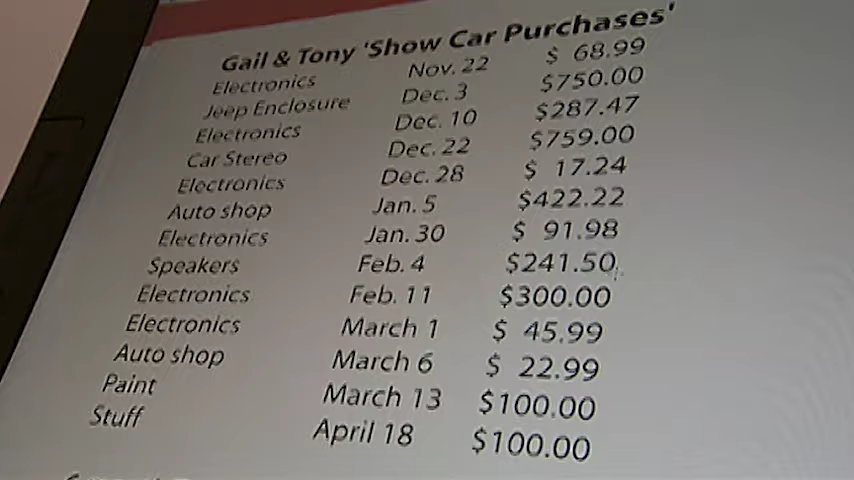 Gail & Tony 'Show Car Purchases'
Electronics Nov. 22 $ 68.99
Jeep Enclosure Dec. 3 $750.00
Electronics Dec. 10 $287.47
Car Stereo Dec. 22 $759.00
Electronics Dec. 28 $ 17.24
Auto shop Jan. 5 $422.22
Electronics Jan. 30 $ 91.98
Speakers Feb. 4 $241.50
Electronics Feb. 11 $300.00
Electronics March 1 $ 45.99
Auto shop March 6 $ 22.99
Paint March 13 $100.00
Stuff April 18 $100.00